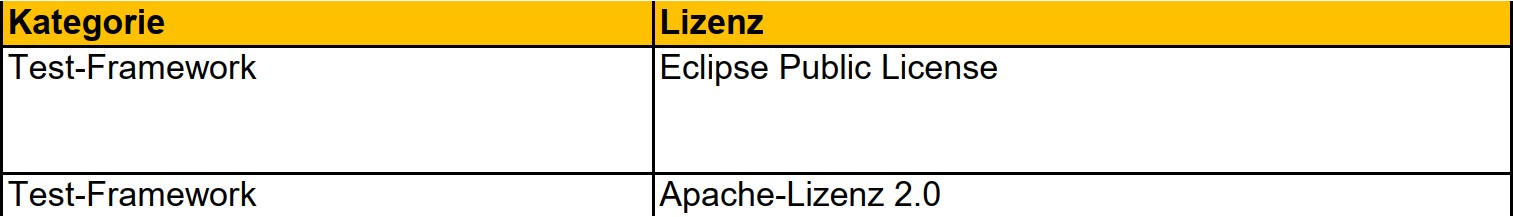 Kategorie Lizenz
Test-Framework Eclipse Public License
Test-Framework Apache-Lizenz 2.0